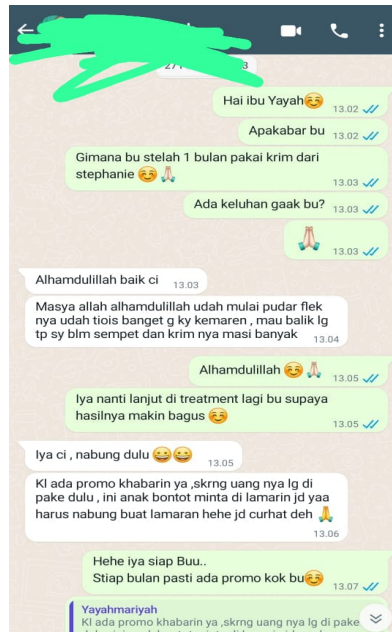 Hai ibu Yayah😊
13.02
Apakabar bu
13.02
Gimana bu stelah 1 bulan pakai krim dari
stephanie 😊🙏🏻
13.03
Ada keluhan gaak bu?
13.03
🙏🏻
13.03
Alhamdulillah baik ci
13.03
Masya allah alhamdulillah udah mulai pudar flek
nya udah tiois banget g ky kemaren , mau balik lg
tp sy blm sempet dan krim nya masi banyak
13.04
Alhamdulillah 😊🙏🏻
13.05
Iya nanti lanjut di treatment lagi bu supaya
hasilnya makin bagus 😊
13.05
Iya ci , nabung dulu 😄😄
13.05
Kl ada promo khabarin ya ,skrng uang nya lg di
pake dulu , ini anak bontot minta di lamarin jd yaa
harus nabung buat lamaran hehe jd curhat deh 🙏
13.06
Hehe iya siap Buu..
Stiap bulan pasti ada promo kok bu😊
13.07
Yayahmariyah
Kl ada promo khabarin ya ,skrng uang nya lg di pake